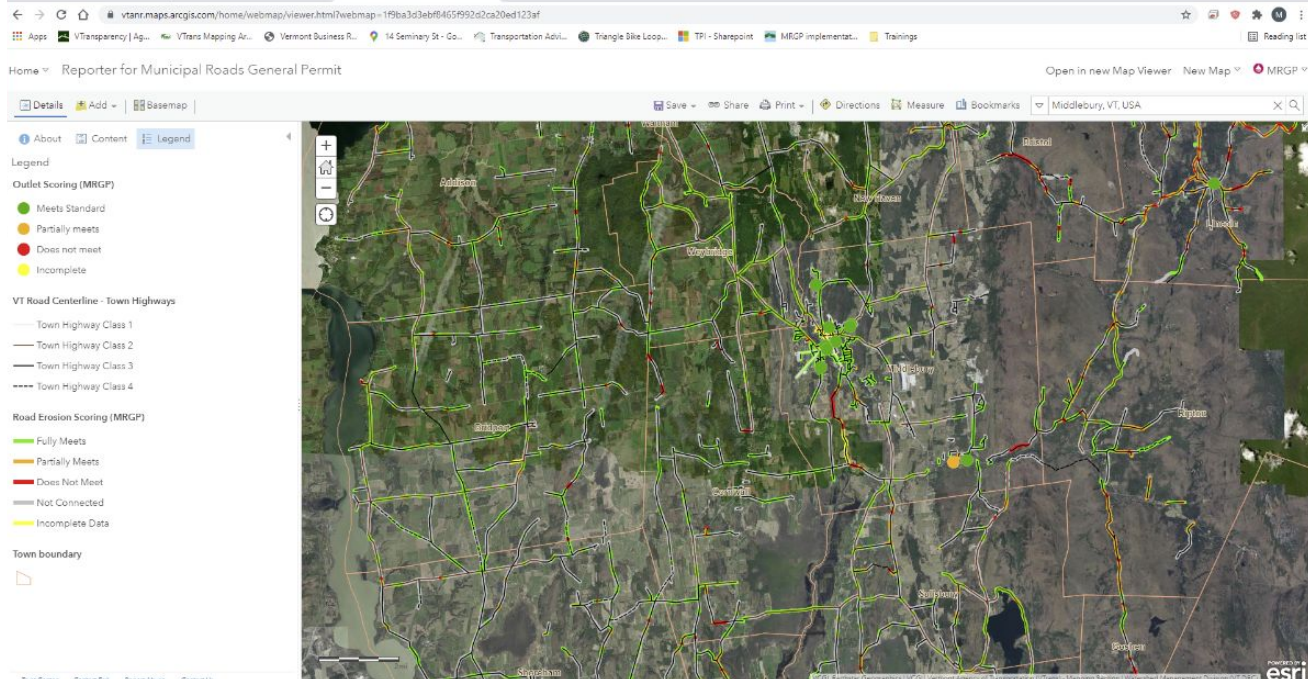 vtanr.maps.arcgis.com/home/webmap/viewer.html?webmap=1f9ba3d3ebf8465f992d2ca20ed123af
M
Apps VTransparency | Ag... VTrans Mapping Ar... Vermont Business R... 14 Seminary St - Go... Transportation Advi... Triangle Bike Loop... TPI - Sharepoint MRGP implementat... Trainings Reading list
Home Reporter for Municipal Roads General Permit Open in new Map Viewer New Map MRGP
Details Add Basemap Save Share Print Directions Measure Bookmarks Middlebury, VT, USA
About Content Legend
Legend
Outlet Scoring (MRGP)
Meets Standard
Partially meets
Does not meet
Incomplete
VT Road Centerline - Town Highways
Town Highway Class 1
Town Highway Class 2
Town Highway Class 3
Town Highway Class 4
Road Erosion Scoring (MRGP)
Fully Meets
Partially Meets
Does Not Meet
Not Connected
Incomplete Data
Town boundary
Bristol
Addison
New Haven
Lincoln
Weybridge
Middlebury
Ripton
Bridport
Cornwall
Salisbury
Goshen
Shoreham
POWERED BY
esri